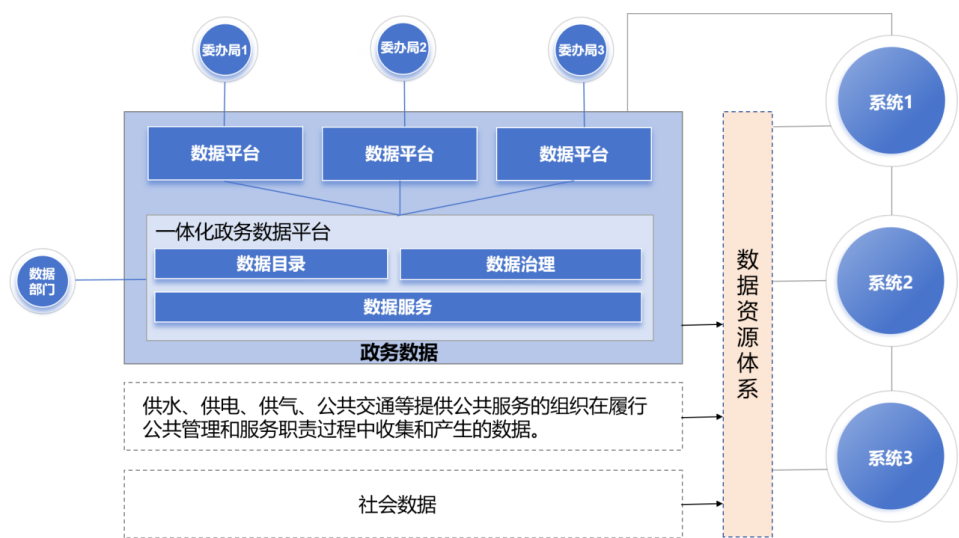 委办局1
委办局2
委办局3
系统1
数据平台
数据平台
数据平台
一体化政务数据平台
数据目录
数据治理
数据服务
数据
部门
政务数据
数据资源体系
系统2
供水、供电、供气、公共交通等提供公共服务的组织在履行
公共管理和服务职责过程中收集和产生的数据。
系统3
社会数据